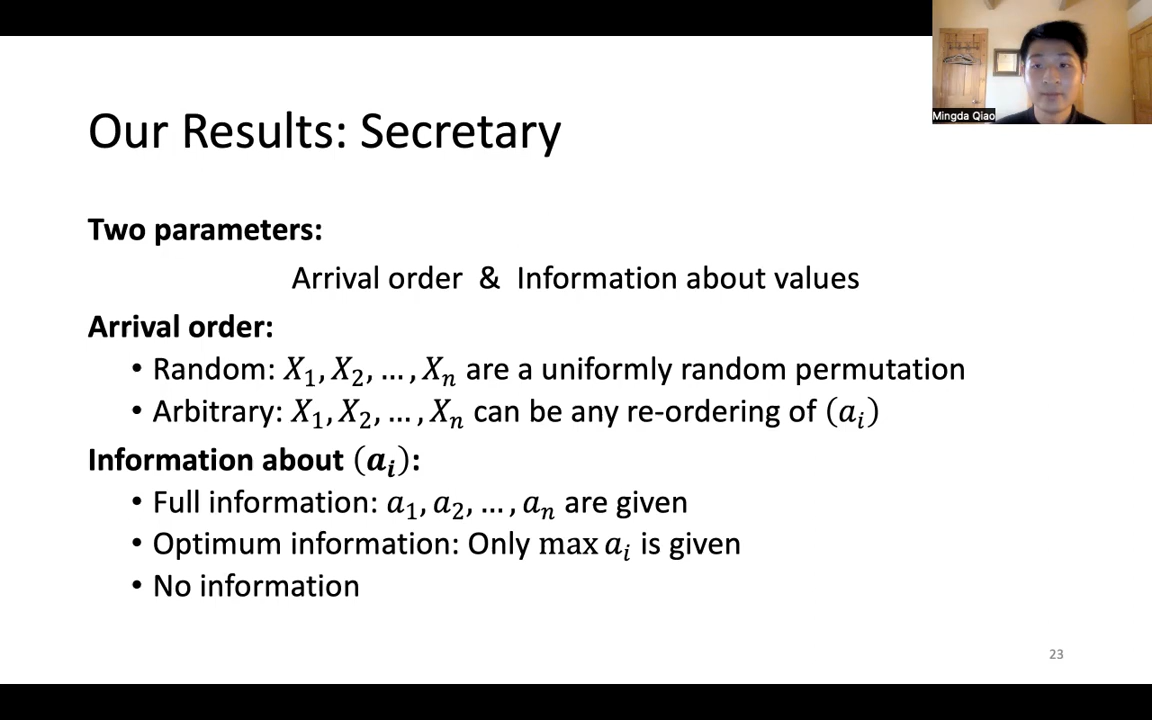 Mingda Qiao
Our Results: Secretary
Two parameters:
Arrival order & Information about values
Arrival order:
• Random: X₁, X₂, …, Xₙ are a uniformly random permutation
• Arbitrary: X₁, X₂, …, Xₙ can be any re-ordering of (aᵢ)
Information about (aᵢ):
• Full information: a₁, a₂, …, aₙ are given
• Optimum information: Only max aᵢ is given
• No information
23